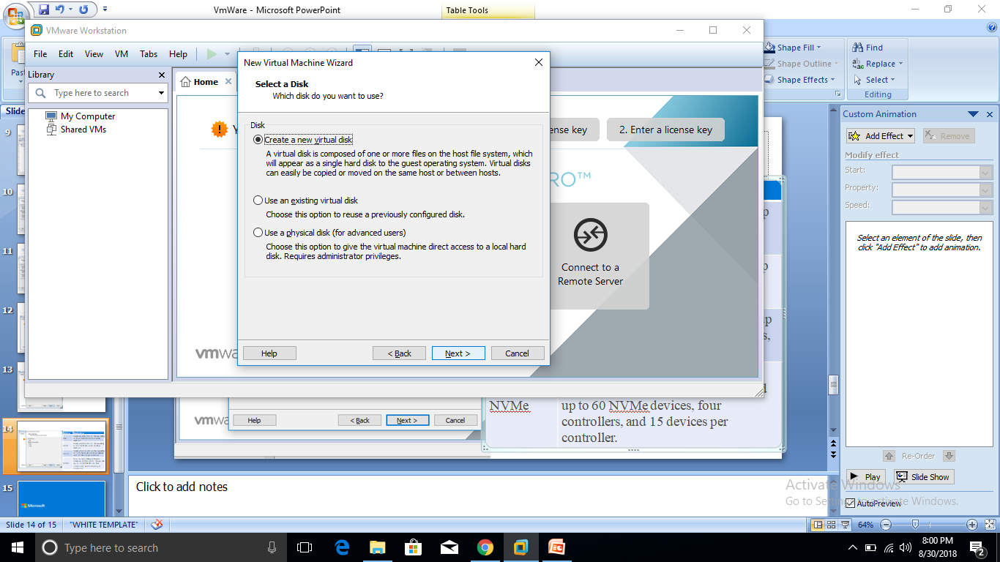 VmWare - Microsoft PowerPoint
Table Tools
VMware Workstation
File Edit View VM Tabs Help
Library
Type here to search
My Computer
Shared VMs
Home
New Virtual Machine Wizard
Select a Disk
Which disk do you want to use?
Disk
Create a new virtual disk
A virtual disk is composed of one or more files on the host file system, which
will appear as a single hard disk to the guest operating system. Virtual disks
can easily be copied or moved on the same host or between hosts.
Use an existing virtual disk
Choose this option to reuse a previously configured disk.
Use a physical disk (for advanced users)
Choose this option to give the virtual machine direct access to a local hard
disk. Requires administrator privileges.
Help
< Back
Next >
Cancel
2. Enter a license key
Connect to a
Remote Server
Help
< Back
Next >
Cancel
NVMe
up to 60 NVMe devices, four
controllers, and 15 devices per
controller.
Shape Fill
Shape Outline
Shape Effects
Find
Replace
Select
Editing
Custom Animation
Add Effect
Remove
Modify effect
Start:
Property:
Speed:
Select an element of the slide, then
click "Add Effect" to add animation.
Re-Order
Play
Slide Show
AutoPreview
Activate Windows
Go to Settings to activate Windows.
9
10
11
12
13
14
15
Microsoft
Click to add notes
Slide 14 of 15
"WHITE TEMPLATE"
64%
Type here to search
8:00 PM
8/30/2018
2